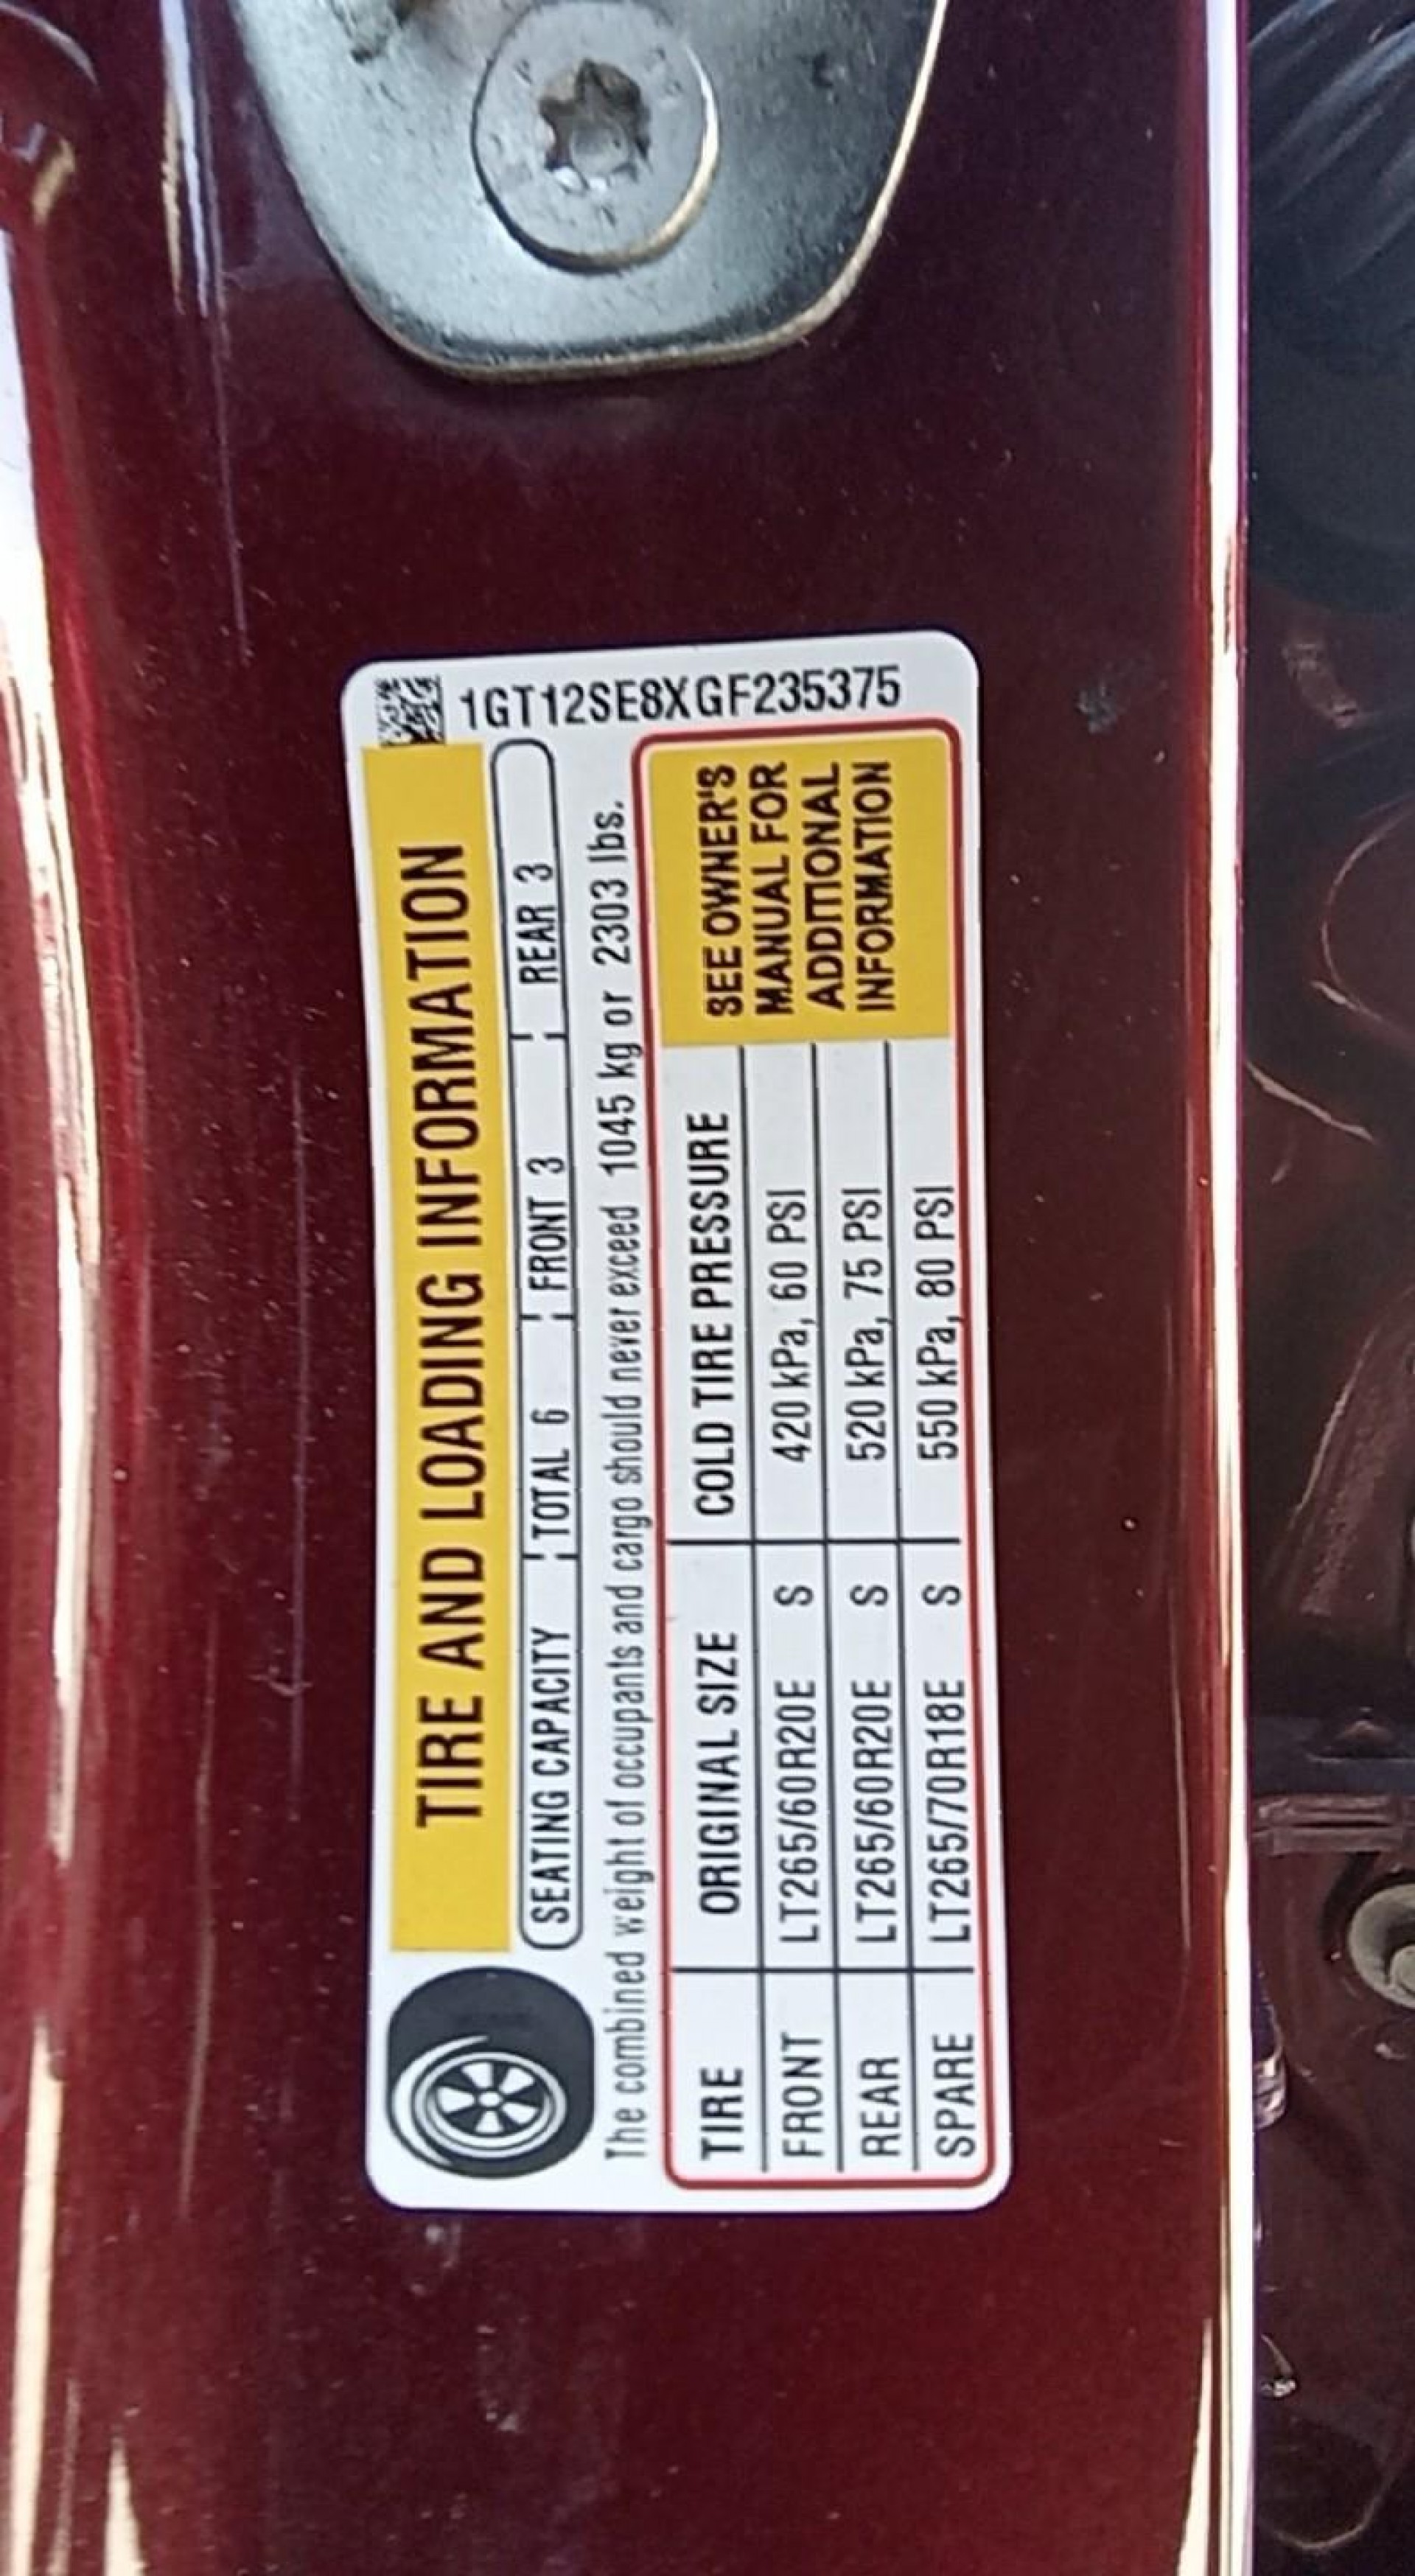 TIRE AND LOADING INFORMATION
SEATING CAPACITY TOTAL 6 FRONT 3 REAR 3
The combined weight of occupants and cargo should never exceed 1045 kg or 2303 lbs.
TIRE ORIGINAL SIZE COLD TIRE PRESSURE
FRONT LT265/60R20E S 420 kPa, 60 PSI
REAR LT265/60R20E S 520 kPa, 75 PSI
SPARE LT265/70R18E S 550 kPa, 80 PSI
SEE OWNER'S
MANUAL FOR
ADDITIONAL
INFORMATION
1GT12SE8XGF235375